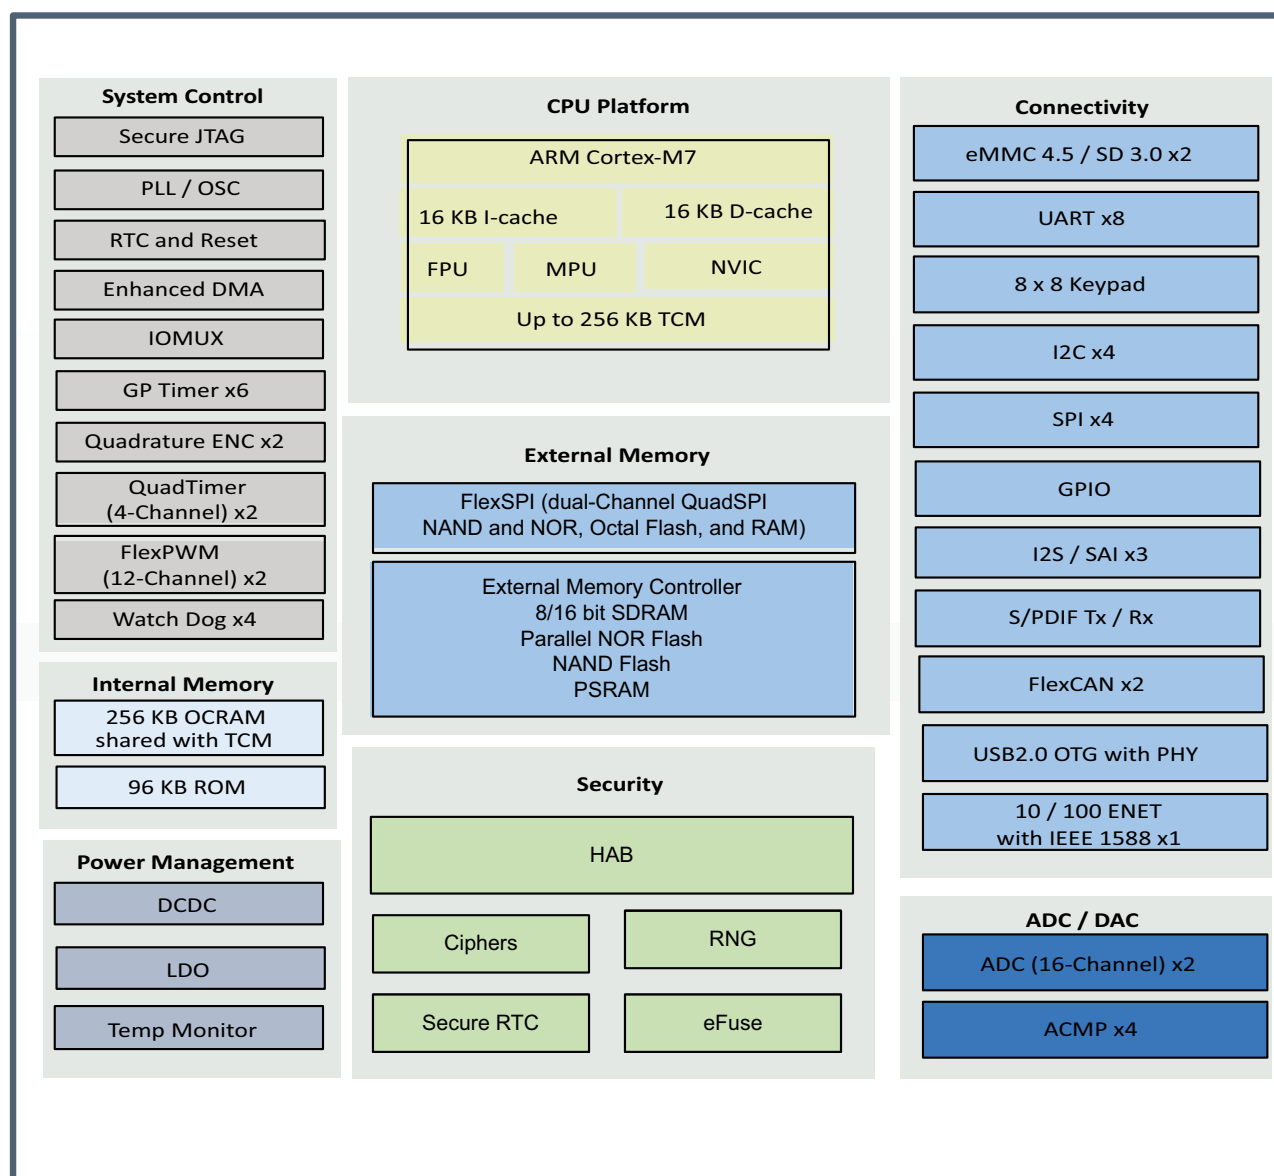 System Control
Secure JTAG
PLL / OSC
RTC and Reset
Enhanced DMA
IOMUX
GP Timer x6
Quadrature ENC x2
QuadTimer
(4-Channel) x2
FlexPWM
(12-Channel) x2
Watch Dog x4
Internal Memory
256 KB OCRAM
shared with TCM
96 KB ROM
Power Management
DCDC
LDO
Temp Monitor
CPU Platform
ARM Cortex-M7
16 KB I-cache
16 KB D-cache
FPU
MPU
NVIC
Up to 256 KB TCM
External Memory
FlexSPI (dual-Channel QuadSPI
NAND and NOR, Octal Flash, and RAM)
External Memory Controller
8/16 bit SDRAM
Parallel NOR Flash
NAND Flash
PSRAM
Security
HAB
Ciphers
RNG
Secure RTC
eFuse
Connectivity
eMMC 4.5 / SD 3.0 x2
UART x8
8 x 8 Keypad
I2C x4
SPI x4
GPIO
I2S / SAI x3
S/PDIF Tx / Rx
FlexCAN x2
USB2.0 OTG with PHY
10 / 100 ENET
with IEEE 1588 x1
ADC / DAC
ADC (16-Channel) x2
ACMP x4